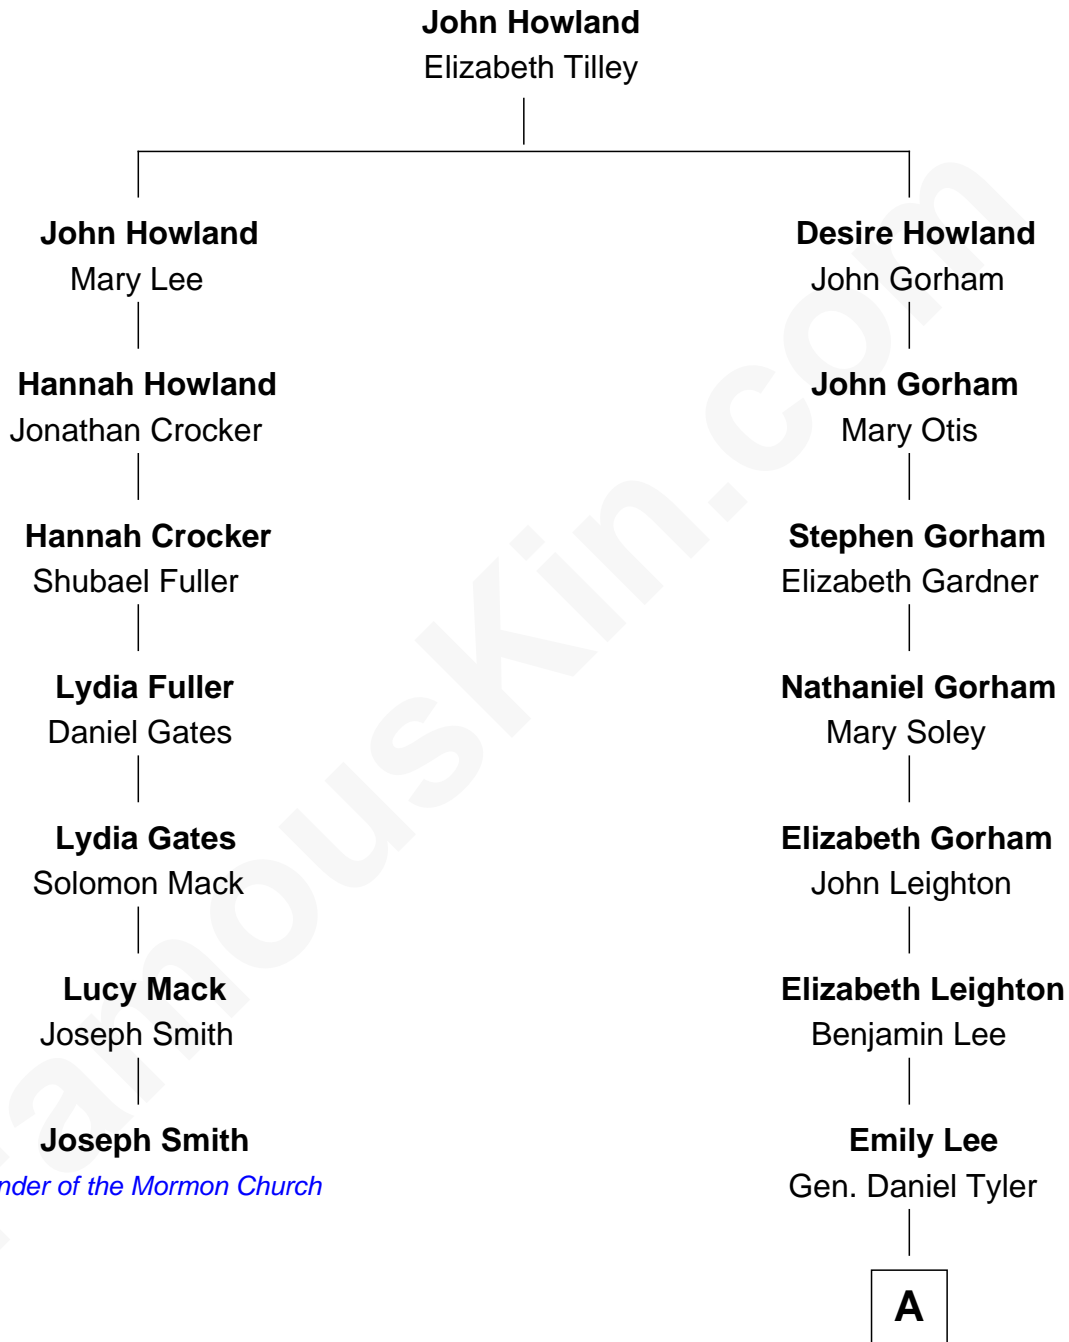 John Howland
Elizabeth Tilley
John Howland
Mary Lee
Hannah Howland
Jonathan Crocker
Hannah Crocker
Shubael Fuller
Lydia Fuller
Daniel Gates
Lydia Gates
Solomon Mack
Lucy Mack
Joseph Smith
Joseph Smith
nder of the Mormon Church
Desire Howland
John Gorham
John Gorham
Mary Otis
Stephen Gorham
Elizabeth Gardner
Nathaniel Gorham
Mary Soley
Elizabeth Gorham
John Leighton
Elizabeth Leighton
Benjamin Lee
Emily Lee
Gen. Daniel Tyler
A
FamousKin.com